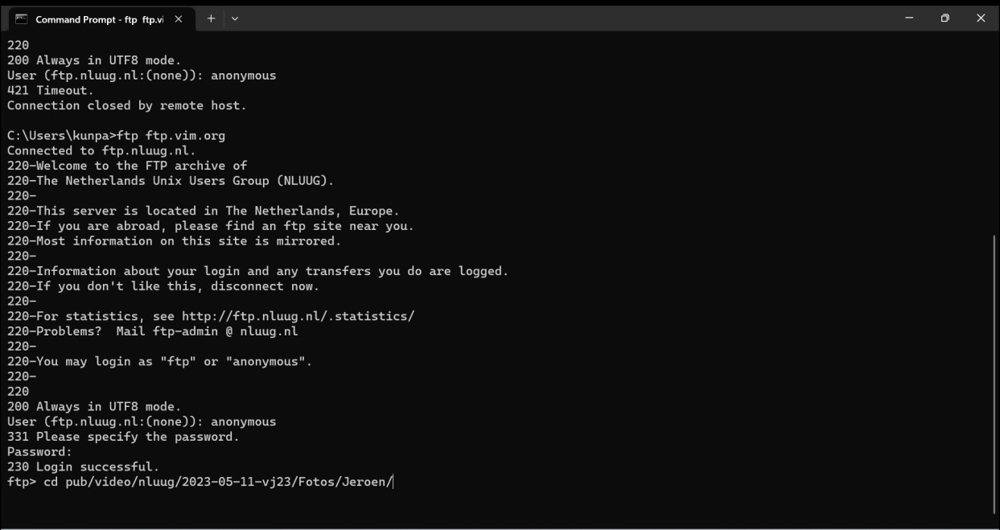 Command Prompt - ftp ftp.vi
220
200 Always in UTF8 mode.
User (ftp.nluug.nl:(none)): anonymous
421 Timeout.
Connection closed by remote host.
C:\Users\kunpa>ftp ftp.vim.org
Connected to ftp.nluug.nl.
220-Welcome to the FTP archive of
220-The Netherlands Unix Users Group (NLUUG).
220-
220-This server is located in The Netherlands, Europe.
220-If you are abroad, please find an ftp site near you.
220-Most information on this site is mirrored.
220-
220-Information about your login and any transfers you do are logged.
220-If you don't like this, disconnect now.
220-
220-For statistics, see http://ftp.nluug.nl/.statistics/
220-Problems?  Mail ftp-admin @ nluug.nl
220-
220-You may login as "ftp" or "anonymous".
220-
220
200 Always in UTF8 mode.
User (ftp.nluug.nl:(none)): anonymous
331 Please specify the password.
Password:
230 Login successful.
ftp> cd pub/video/nluug/2023-05-11-vj23/Fotos/Jeroen/